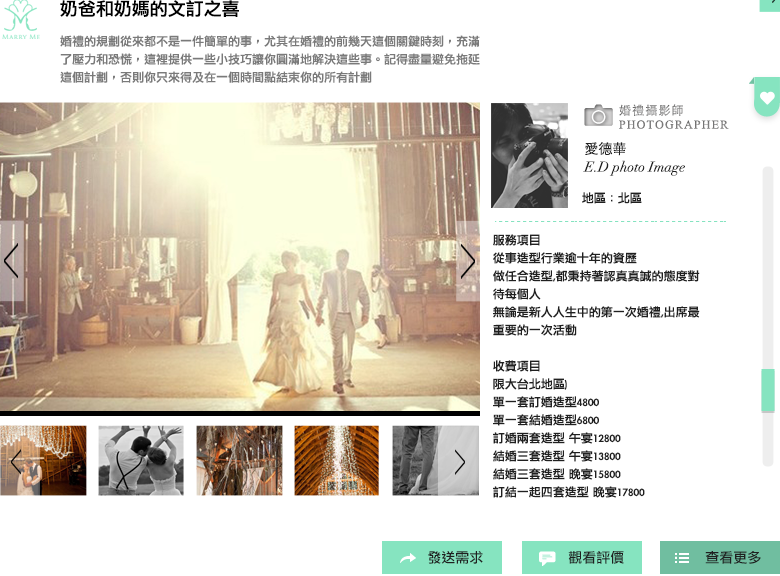 奶爸和奶媽的文訂之喜
MARRY ME
婚禮的規劃從來都不是一件簡單的事，尤其在婚禮的前幾天這個關鍵時刻，充滿
了壓力和恐慌，這裡提供一些小技巧讓你圓滿地解決這些事。記得盡量避免拖延
這個計劃，否則你只來得及在一個時間點結束你的所有計劃
婚禮攝影師
PHOTOGRAPHER
愛德華
E.D photo Image
地區：北區
服務項目
從事造型行業逾十年的資歷
做任合造型,都秉持著認真真誠的態度對
待每個人
無論是新人人生中的第一次婚禮,出席最
重要的一次活動
收費項目
限大台北地區)
單一套訂婚造型4800
單一套結婚造型6800
訂婚兩套造型 午宴12800
結婚三套造型 午宴13800
結婚三套造型 晚宴15800
訂結一起四套造型 晚宴17800
發送需求
觀看評價
查看更多